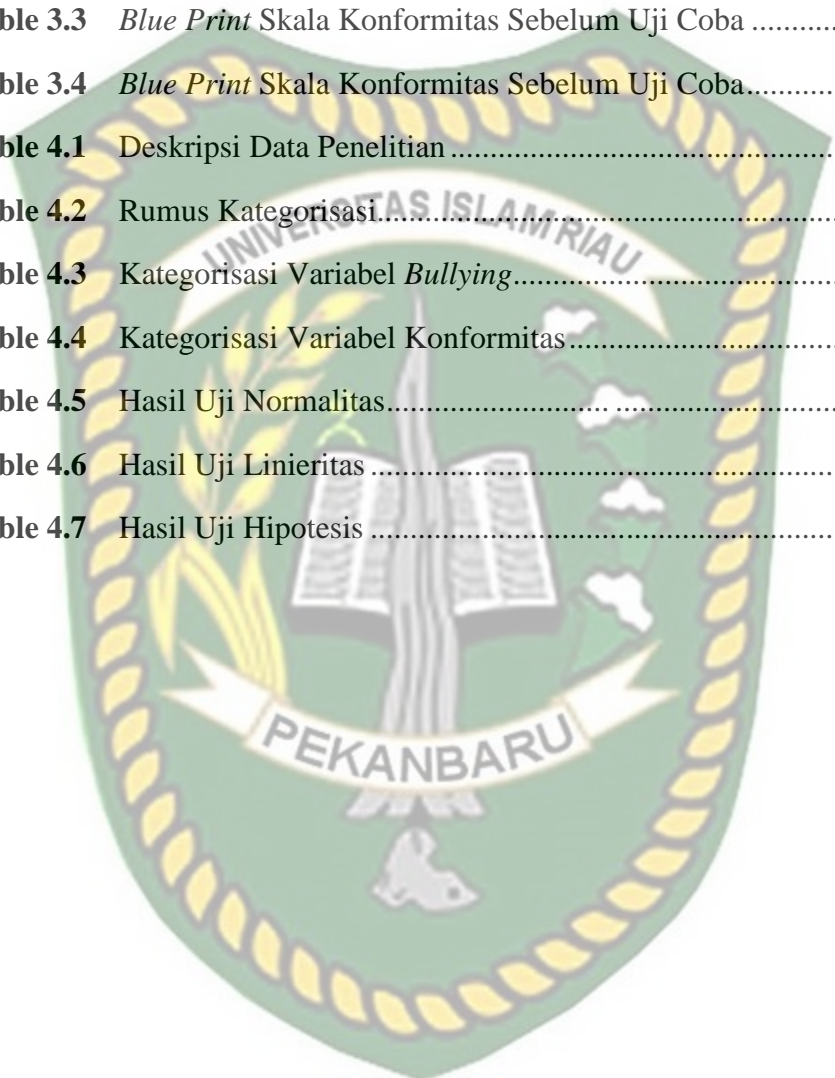 ble 3.3 Blue Print Skala Konformitas Sebelum Uji Coba ...........
ble 3.4 Blue Print Skala Konformitas Sebelum Uji Coba...........
ble 4.1 Deskripsi Data Penelitian ...........
ble 4.2 Rumus Kategorisasi...........
UNIVERSITAS ISLAM RIAU
ble 4.3 Kategorisasi Variabel Bullying...........
ble 4.4 Kategorisasi Variabel Konformitas...........
ble 4.5 Hasil Uji Normalitas........... ...........
ble 4.6 Hasil Uji Linieritas ...........
ble 4.7 Hasil Uji Hipotesis ...........
PEKANBARU